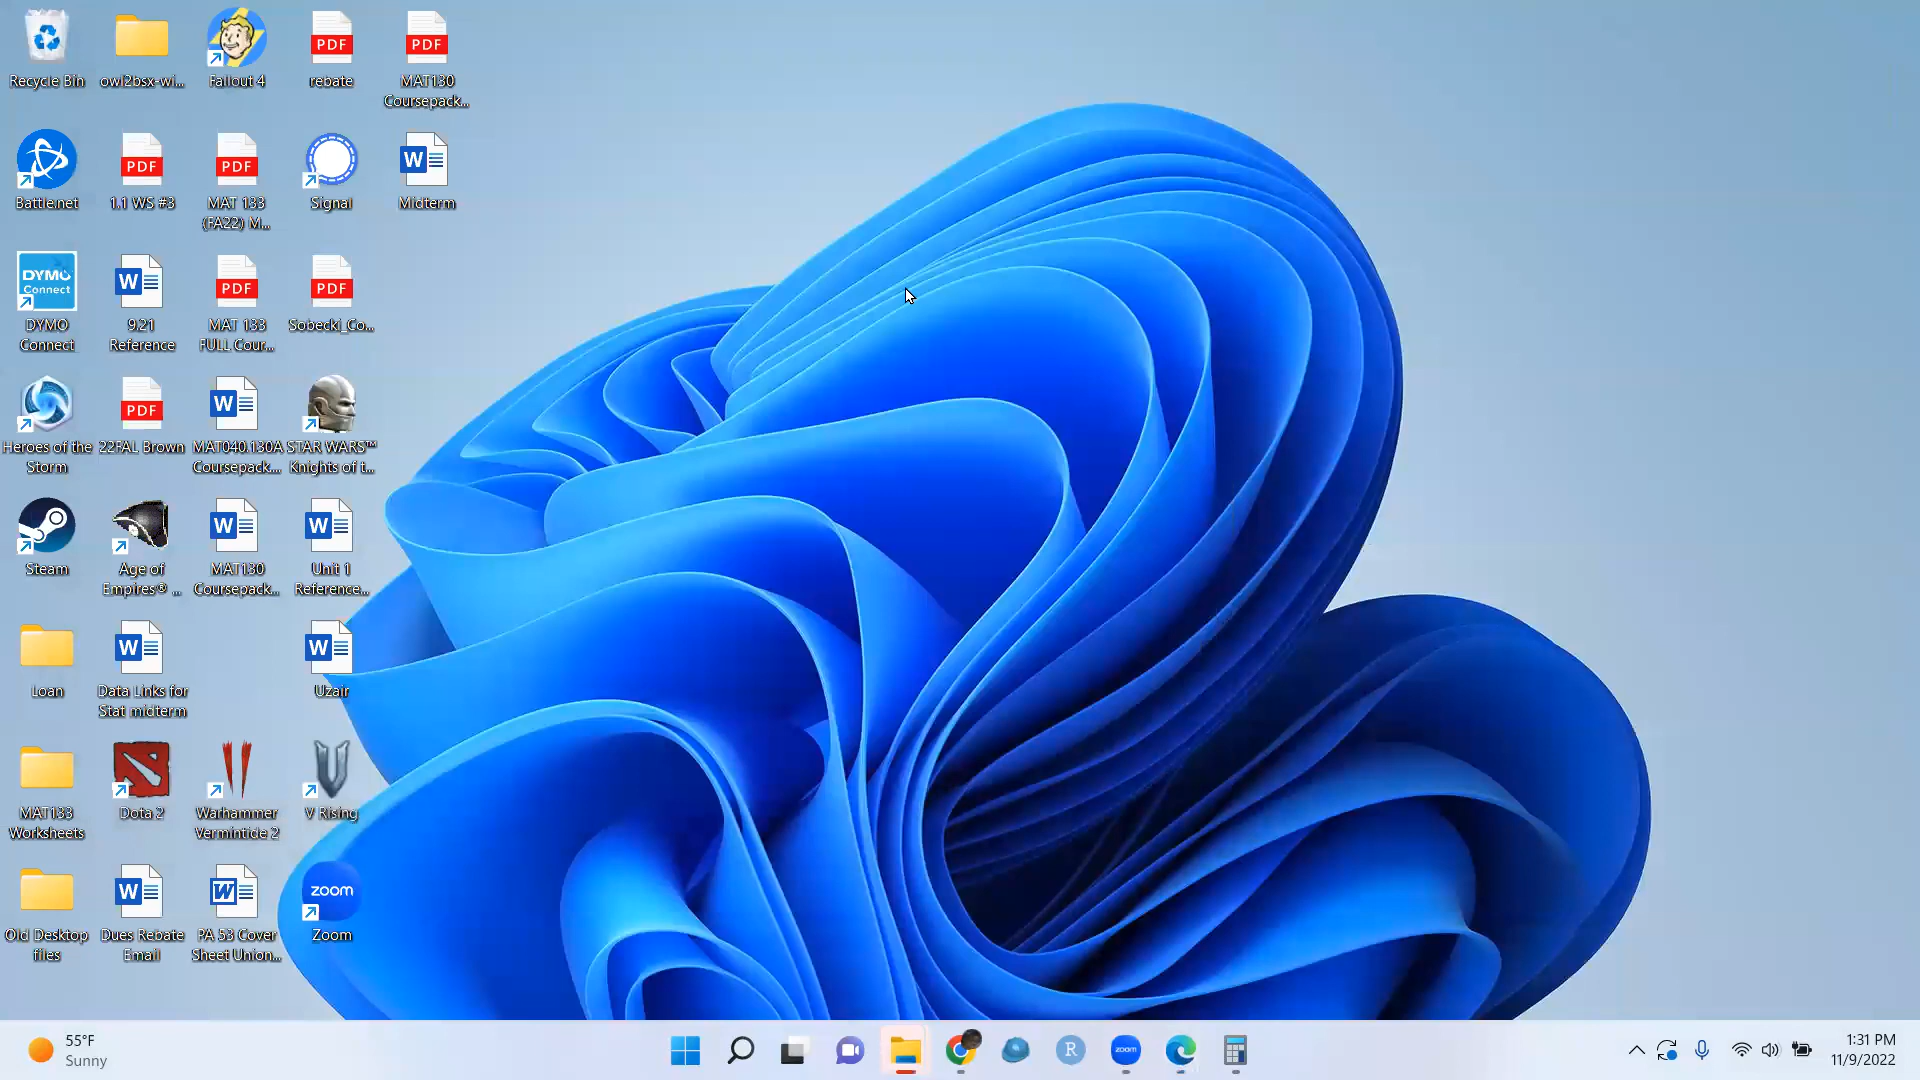 Recycle Bin
owi2bsx-wi...
Fallout 4
PDF
rebate
PDF
MAT130
Coursepack...
Battle.net
PDF
1.1 WS #3
PDF
MAT 133
(FA22) M...
Signal
W
Midterm
DYMO
Connect
DYMO
Connect
W
9.21
Reference
PDF
MAT 133
FULL Cour...
PDF
Sobecki_Co...
Heroes of the
Storm
PDF
22FAL Brown
W
MAT040.130A
Coursepack...
STAR WARS™
Knights of t...
Steam
Age of
Empires® ...
W
MAT130
Coursepack...
W
Unit 1
Reference...
Loan
W
Data Links for
Stat midterm
W
Uzair
MAT133
Worksheets
Dota 2
Warhammer
Vermintide 2
V Rising
Old Desktop
files
W
Dues Rebate
Email
W
PA 53 Cover
Sheet Union...
zoom
Zoom
55°F
Sunny
R
zoom
1:31 PM
11/9/2022